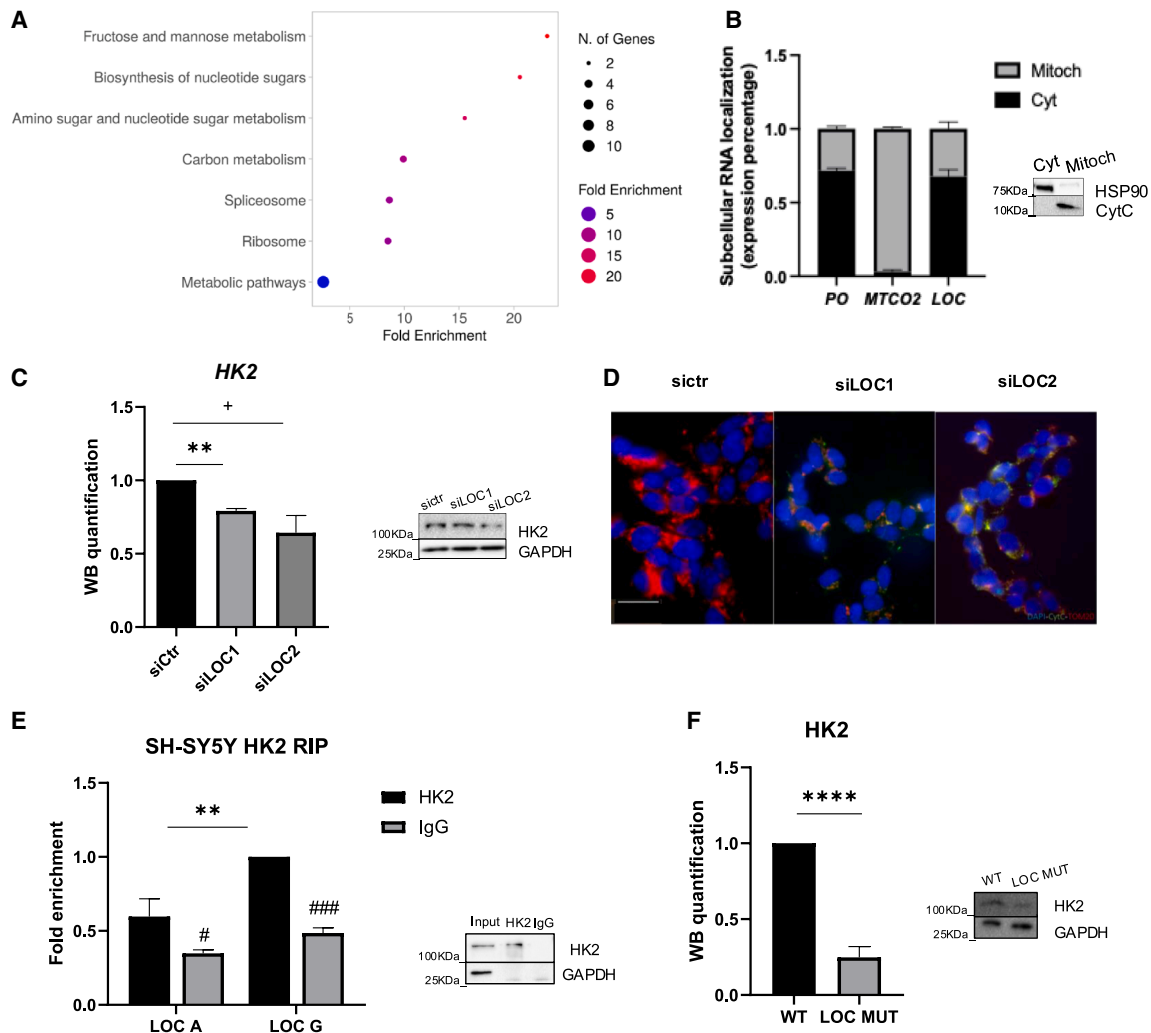 A
Fructose and mannose metabolism
Biosynthesis of nucleotide sugars
Amino sugar and nucleotide sugar metabolism
Carbon metabolism
Spliceosome
Ribosome
Metabolic pathways
5
10
15
20
Fold Enrichment
N. of Genes
2
4
6
8
10
Fold Enrichment
5
10
15
20
B
Subcellular RNA localization
(expression percentage)
1.5
1.0
0.5
0.0
PO
MTCO2
LOC
Mitoch
Cyt
Cyt
Mitoch
75KDa
HSP90
10KDa
CytC
C
HK2
WB quantification
1.5
1.0
0.5
0.0
+
**
siCtr
siLOC1
siLOC2
sictr
siLOC1
siLOC2
100KDa
HK2
25KDa
GAPDH
D
sictr
siLOC1
siLOC2
DAPI-CytC-TOM20
E
SH-SY5Y HK2 RIP
Fold enrichment
1.5
1.0
0.5
0.0
**
#
###
LOC A
LOC G
HK2
IgG
Input
HK2
IgG
100KDa
HK2
25KDa
GAPDH
F
HK2
WB quantification
1.5
1.0
0.5
0.0
****
WT
LOC MUT
WT
LOC MUT
100KDa
HK2
25KDa
GAPDH